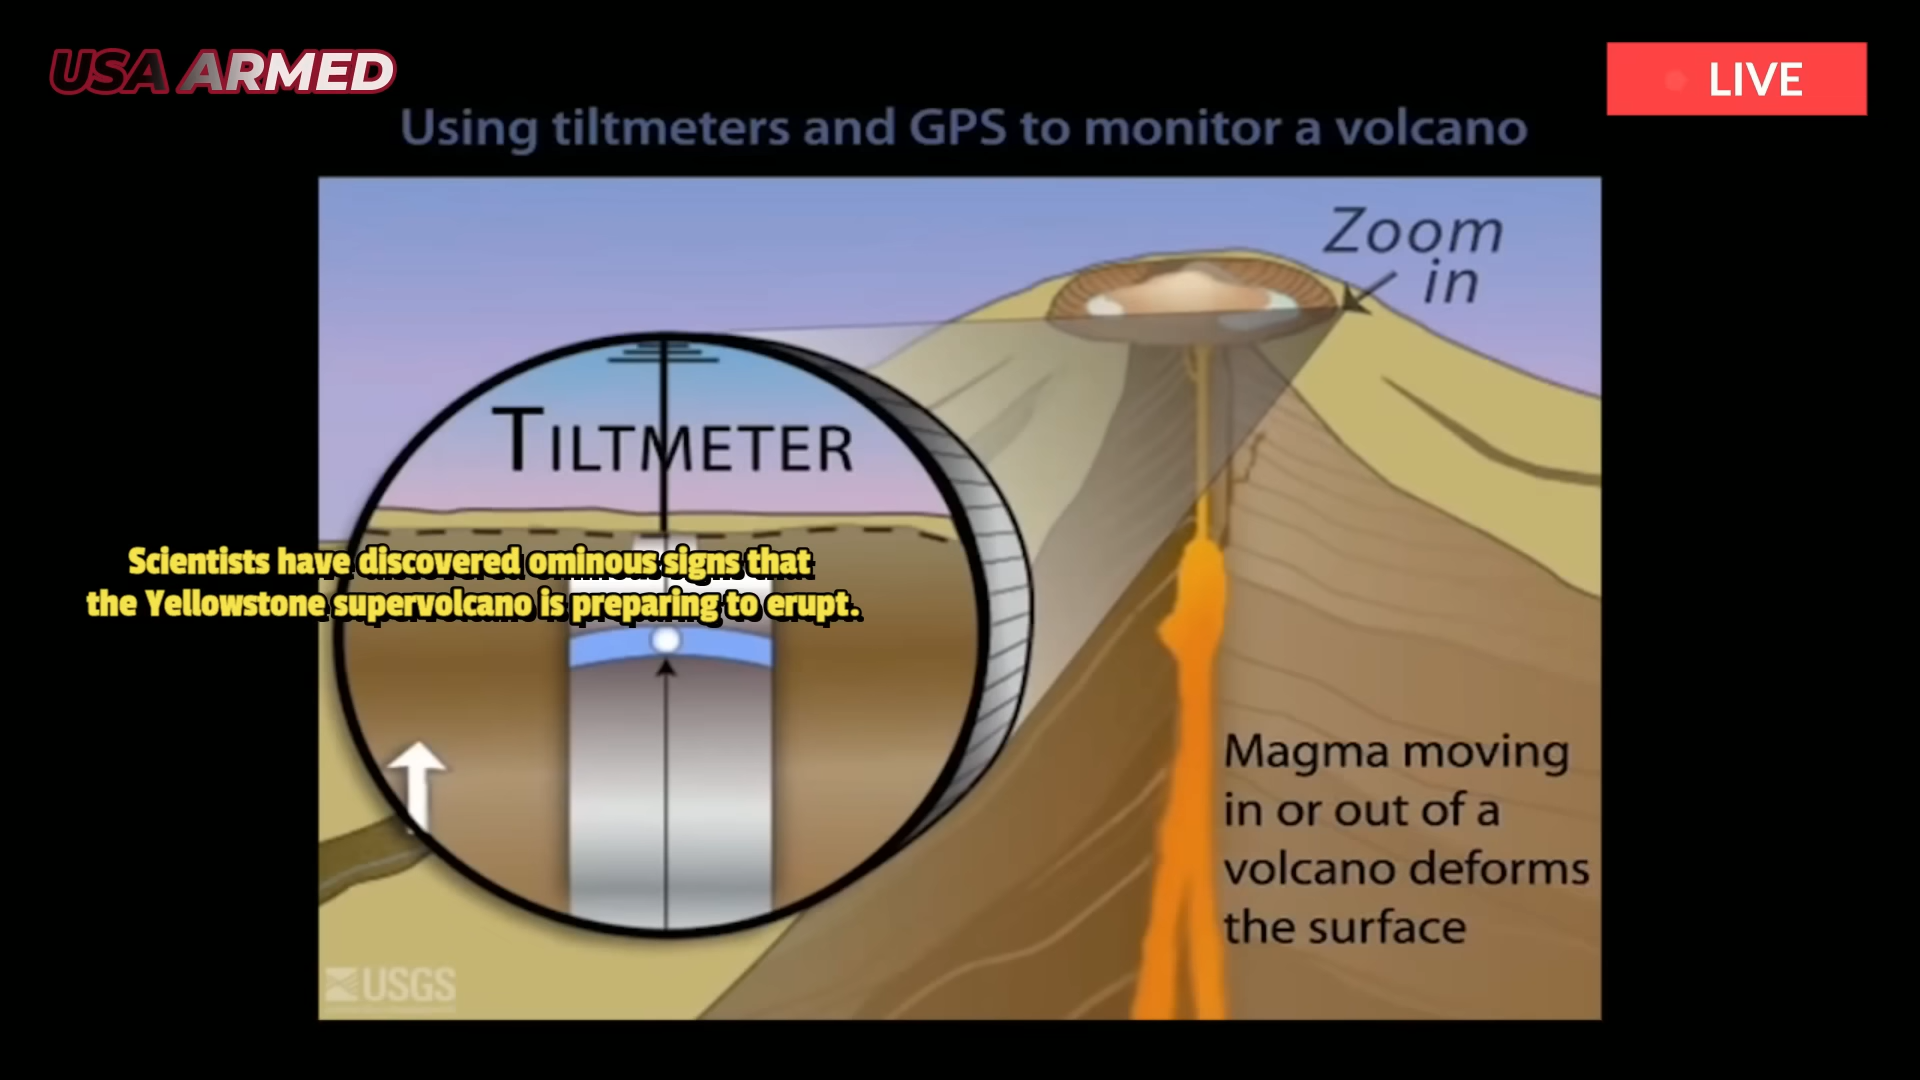 USA ARMED
LIVE
Using tiltmeters and GPS to monitor a volcano
Zoom
in
TILTMETER
Scientists have discovered ominous signs that
the Yellowstone supervolcano is preparing to erupt.
Magma moving
in or out of a
volcano deforms
the surface
USGS